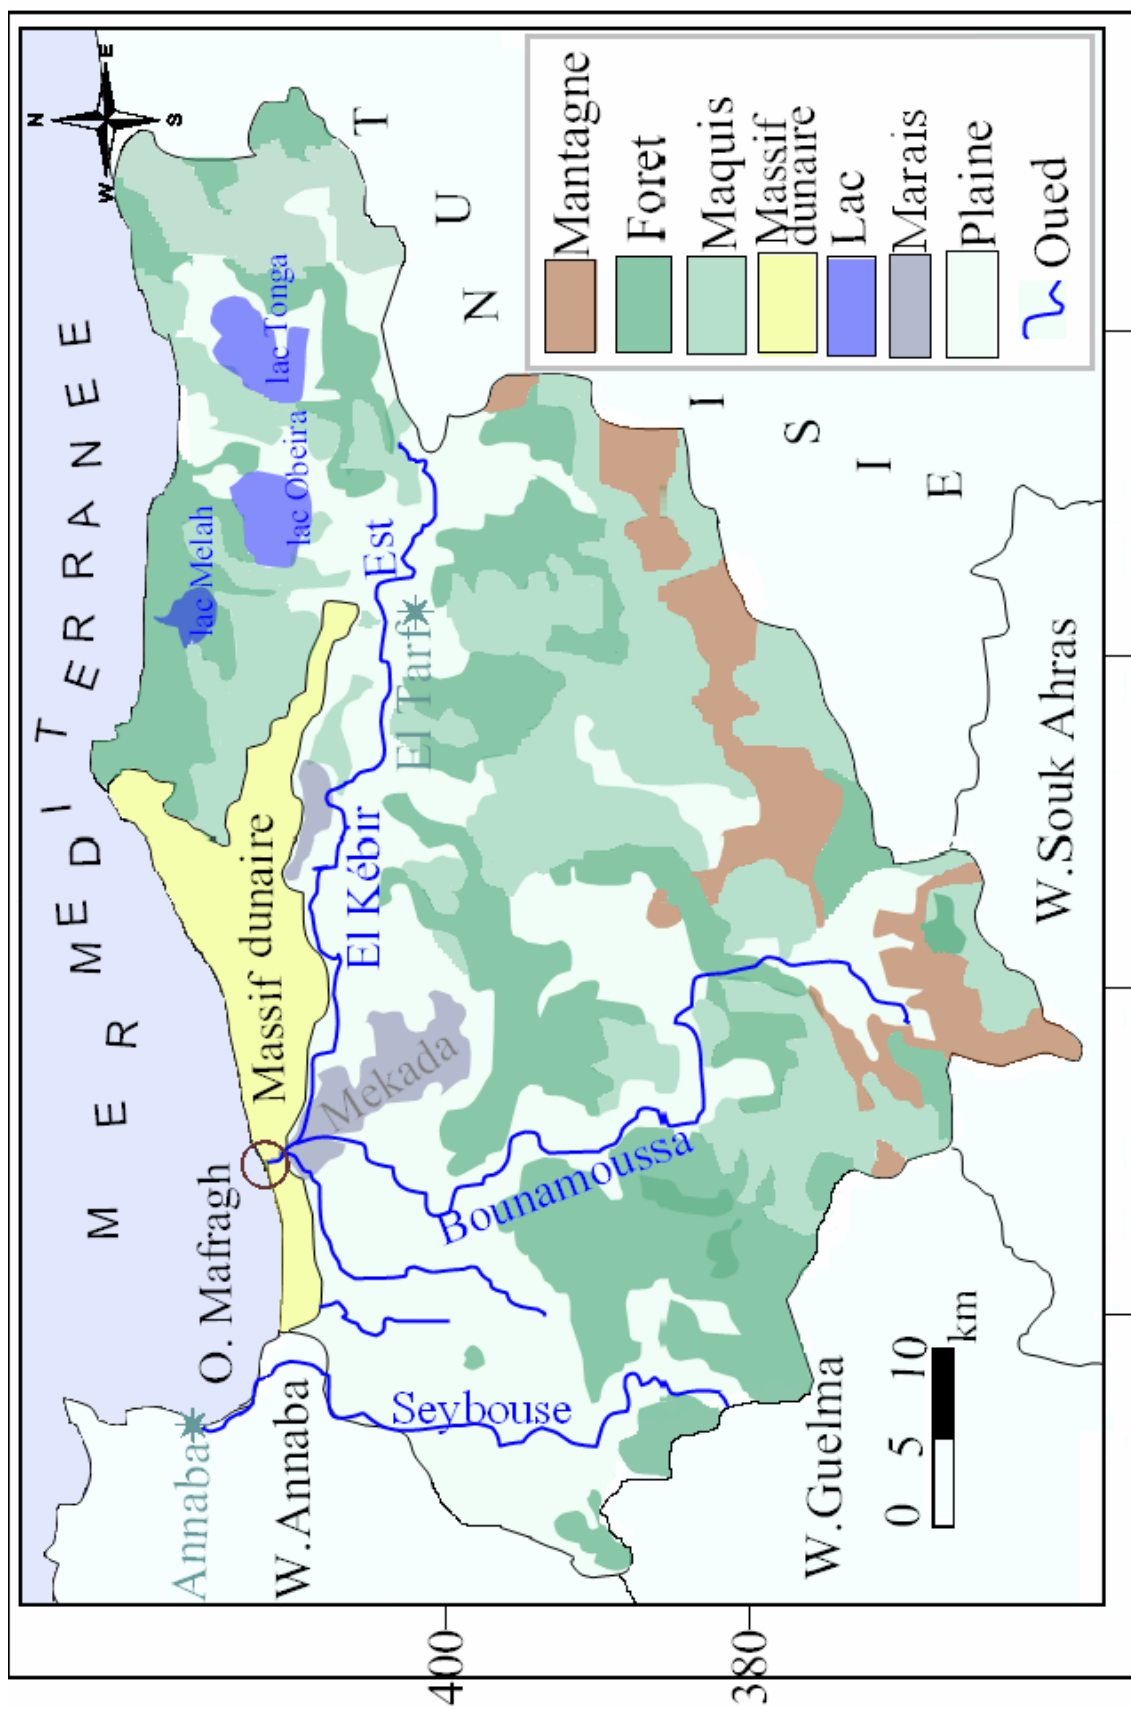 N
E
S
W
MER MEDITERRANEE
TUNISIE
Mantagne
Foret
Maquis
Massif
dunaire
Lac
Marais
Plaine
Oued
lac Tonga
lac Obeira
lac Melah
Est
El Tarf
El Kébir
Massif dunaire
Mekada
O. Mafragh
Bounamoussa
Seybouse
Annaba
W.Annaba
W.Guelma
W.Souk Ahras
0 5 10
km
400
380